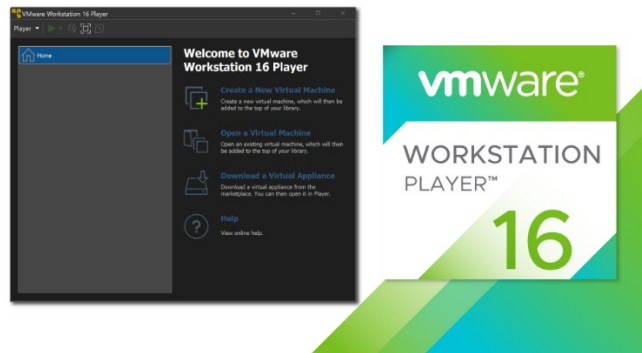 VMware Workstation 16 Player
Player
Home
Welcome to VMware
Workstation 16 Player
Create a New Virtual Machine
Create a new virtual machine, which will then be
added to the top of your library.
Open a Virtual Machine
Open an existing virtual machine, which will then
be added to the top of your library.
Download a Virtual Appliance
Download a virtual appliance from the
marketplace. You can then open it in Player.
Help
View online help.
vmware®
WORKSTATION
PLAYER™
16